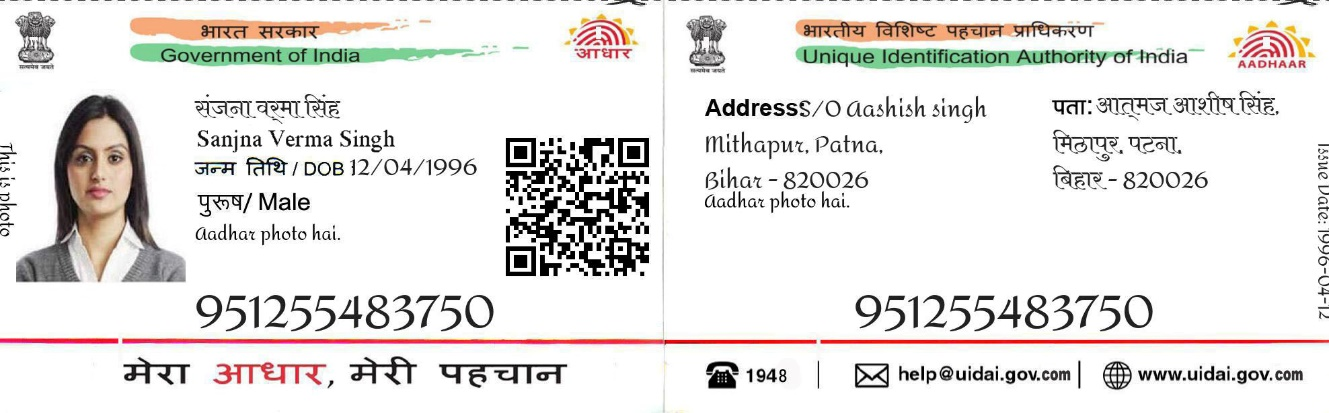 भारत सरकार
Government of India
आधार
संजना वर्मा सिंह
Sanjna Verma Singh
जन्म तिथि / DOB 12/04/1996
पुरूष/ Male
Aadhar photo hai.
This is photo
951255483750
मेरा आधार, मेरी पहचान
भारतीय विशिष्ट पहचान प्राधिकरण
Unique Identification Authority of India
AADHAAR
Address:S/O Aashish singh
Mithapur, Patna,
Bihar - 820026
Aadhar photo hai.
पता: आत्मज आशीष सिंह,
मिठापुर, पटना,
बिहार - 820026
Issue Date: 1996-04-12
951255483750
1948
help@uidai.gov.com
www.uidai.gov.com